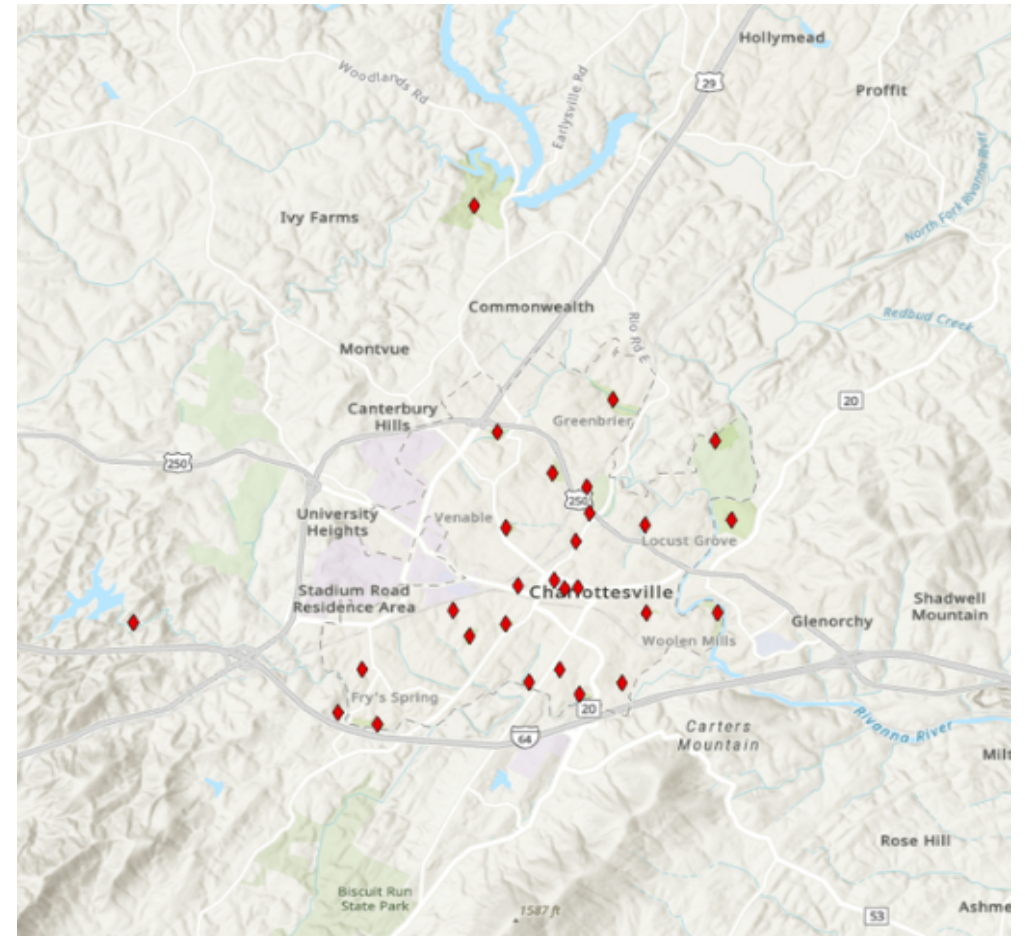 Hollymead
Woodlands Rd
Earlysville Rd
29
Proffit
North Fork Rivanna River
Ivy Farms
Commonwealth
Rio Rd E
Redbud Creek
Montvue
20
Canterbury
Hills
Greenbrier
250
250
University
Heights
Venable
Locust Grove
Stadium Road
Residence Area
Charlottesville
Shadwell
Mountain
Glenorchy
Woolen Mills
Fry's Spring
20
64
Carters
Mountain
Rivanna River
Milt
Rose Hill
Biscuit Run
State Park
1587 ft
53
Ashme